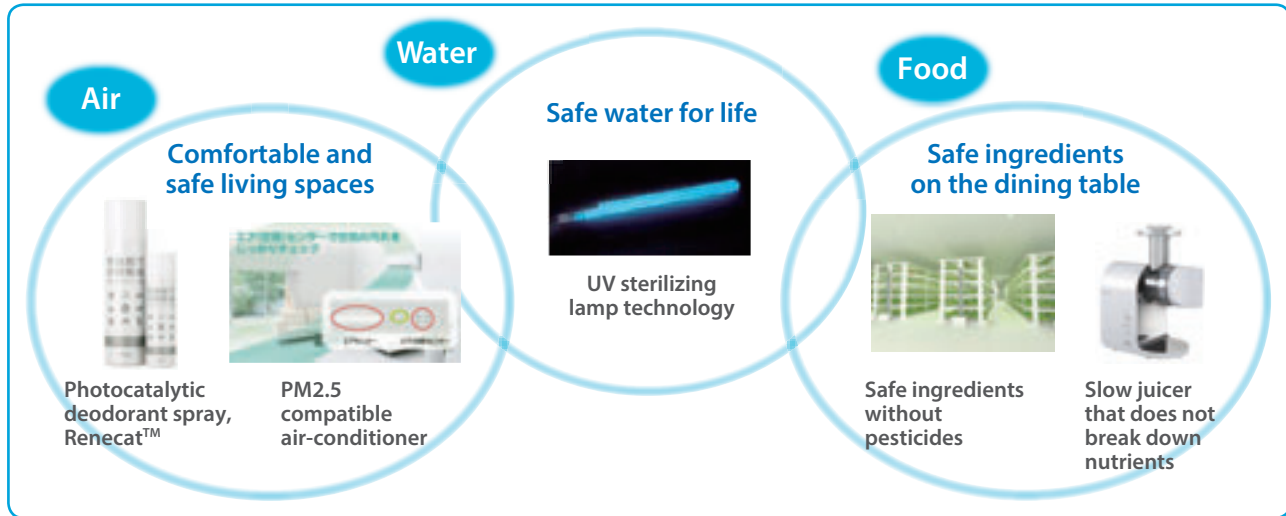 Air
Comfortable and
safe living spaces
Photocatalytic
deodorant spray,
Renecat™
PM2.5
compatible
air-conditioner
Water
Safe water for life
UV sterilizing
lamp technology
Food
Safe ingredients
on the dining table
Safe ingredients
without
pesticides
Slow juicer
that does not
break down
nutrients